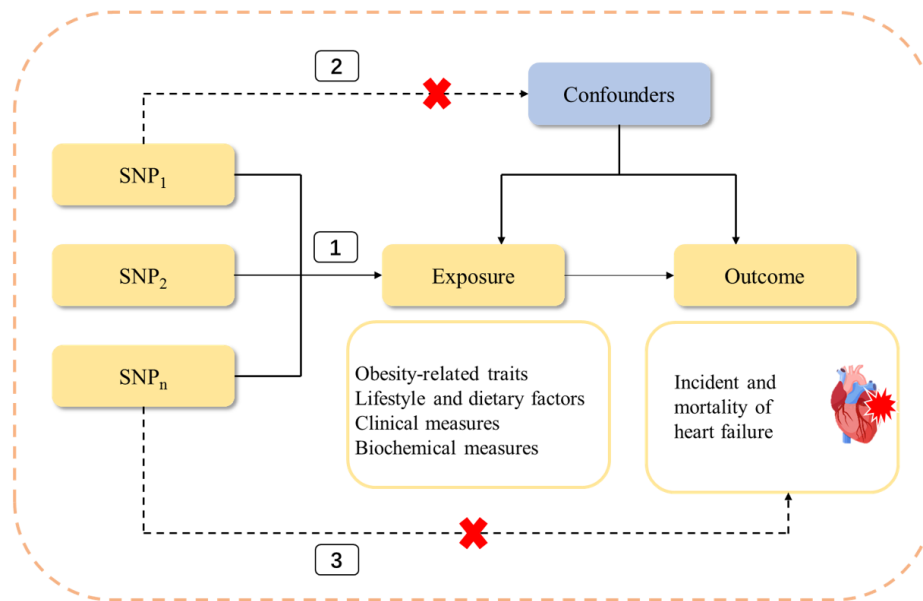 2
Confounders
SNP₁
1
SNP₂
Exposure
Outcome
SNPₙ
Obesity-related traits
Lifestyle and dietary factors
Clinical measures
Biochemical measures
Incident and
mortality of
heart failure
3